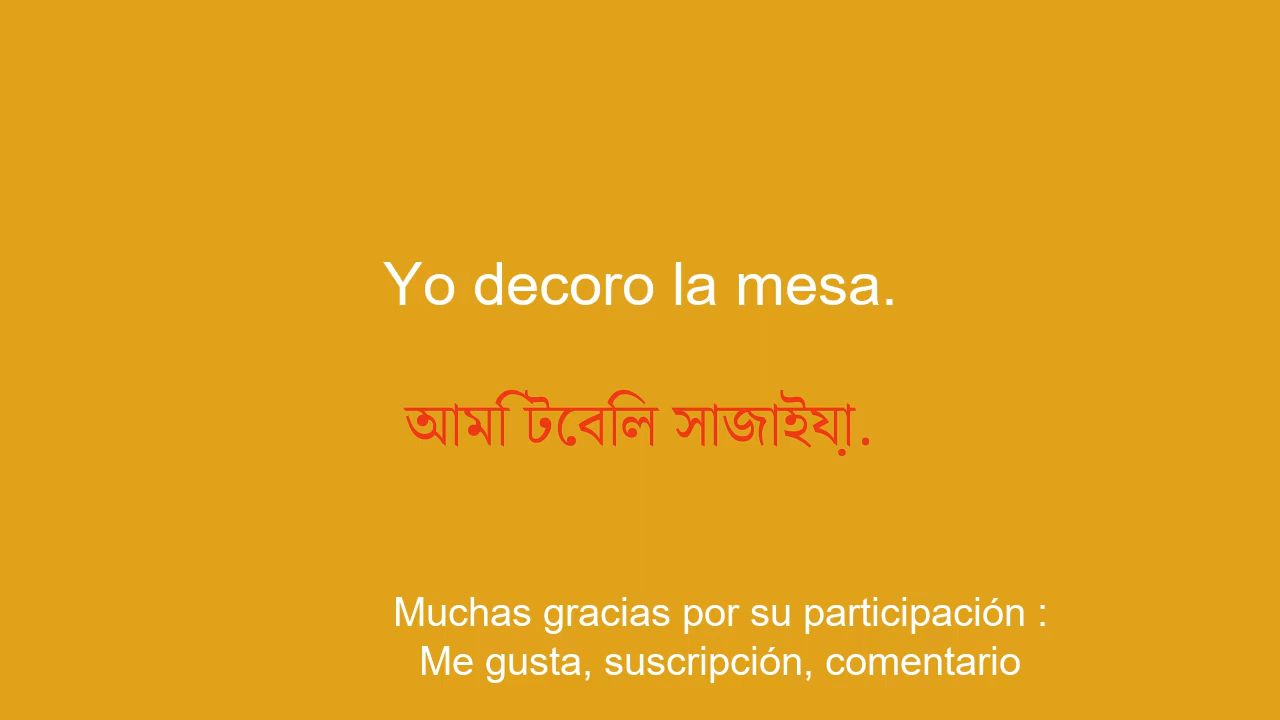 Yo decoro la mesa.
আমি টেবিল সাজাইয়া.
Muchas gracias por su participación :
Me gusta, suscripción, comentario